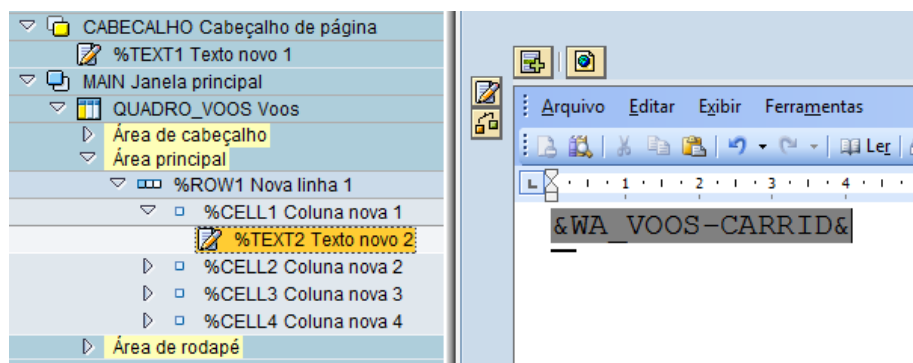 CABECALHO Cabeçalho de página
%TEXT1 Texto novo 1
MAIN Janela principal
QUADRO_VOOS Voos
Área de cabeçalho
Área principal
%ROW1 Nova linha 1
%CELL1 Coluna nova 1
%TEXT2 Texto novo 2
%CELL2 Coluna nova 2
%CELL3 Coluna nova 3
%CELL4 Coluna nova 4
Área de rodapé
Arquivo Editar Exibir Ferramentas
Ler
1 2 3 4
&WA_VOOS-CARRID&